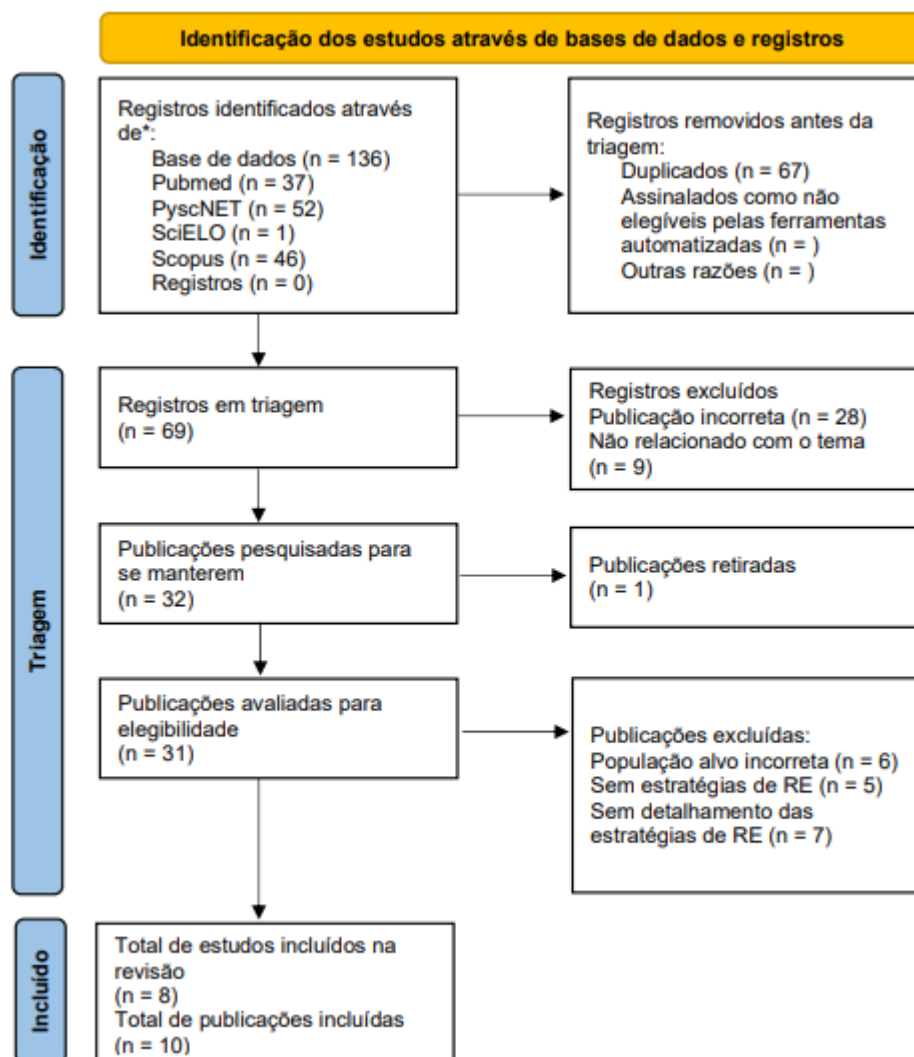 Identificação dos estudos através de bases de dados e registros
Identificação
Registros identificados através
de*:
Base de dados (n = 136)
Pubmed (n = 37)
PyscNET (n = 52)
SciELO (n = 1)
Scopus (n = 46)
Registros (n = 0)
Registros removidos antes da
triagem:
Duplicados (n = 67)
Assinalados como não
elegíveis pelas ferramentas
automatizadas (n = )
Outras razões (n = )
Triagem
Registros em triagem
(n = 69)
Registros excluídos
Publicação incorreta (n = 28)
Não relacionado com o tema
(n = 9)
Publicações pesquisadas para
se manterem
(n = 32)
Publicações retiradas
(n = 1)
Publicações avaliadas para
elegibilidade
(n = 31)
Publicações excluídas:
População alvo incorreta (n = 6)
Sem estratégias de RE (n = 5)
Sem detalhamento das
estratégias de RE (n = 7)
Incluído
Total de estudos incluídos na
revisão
(n = 8)
Total de publicações incluídas
(n = 10)